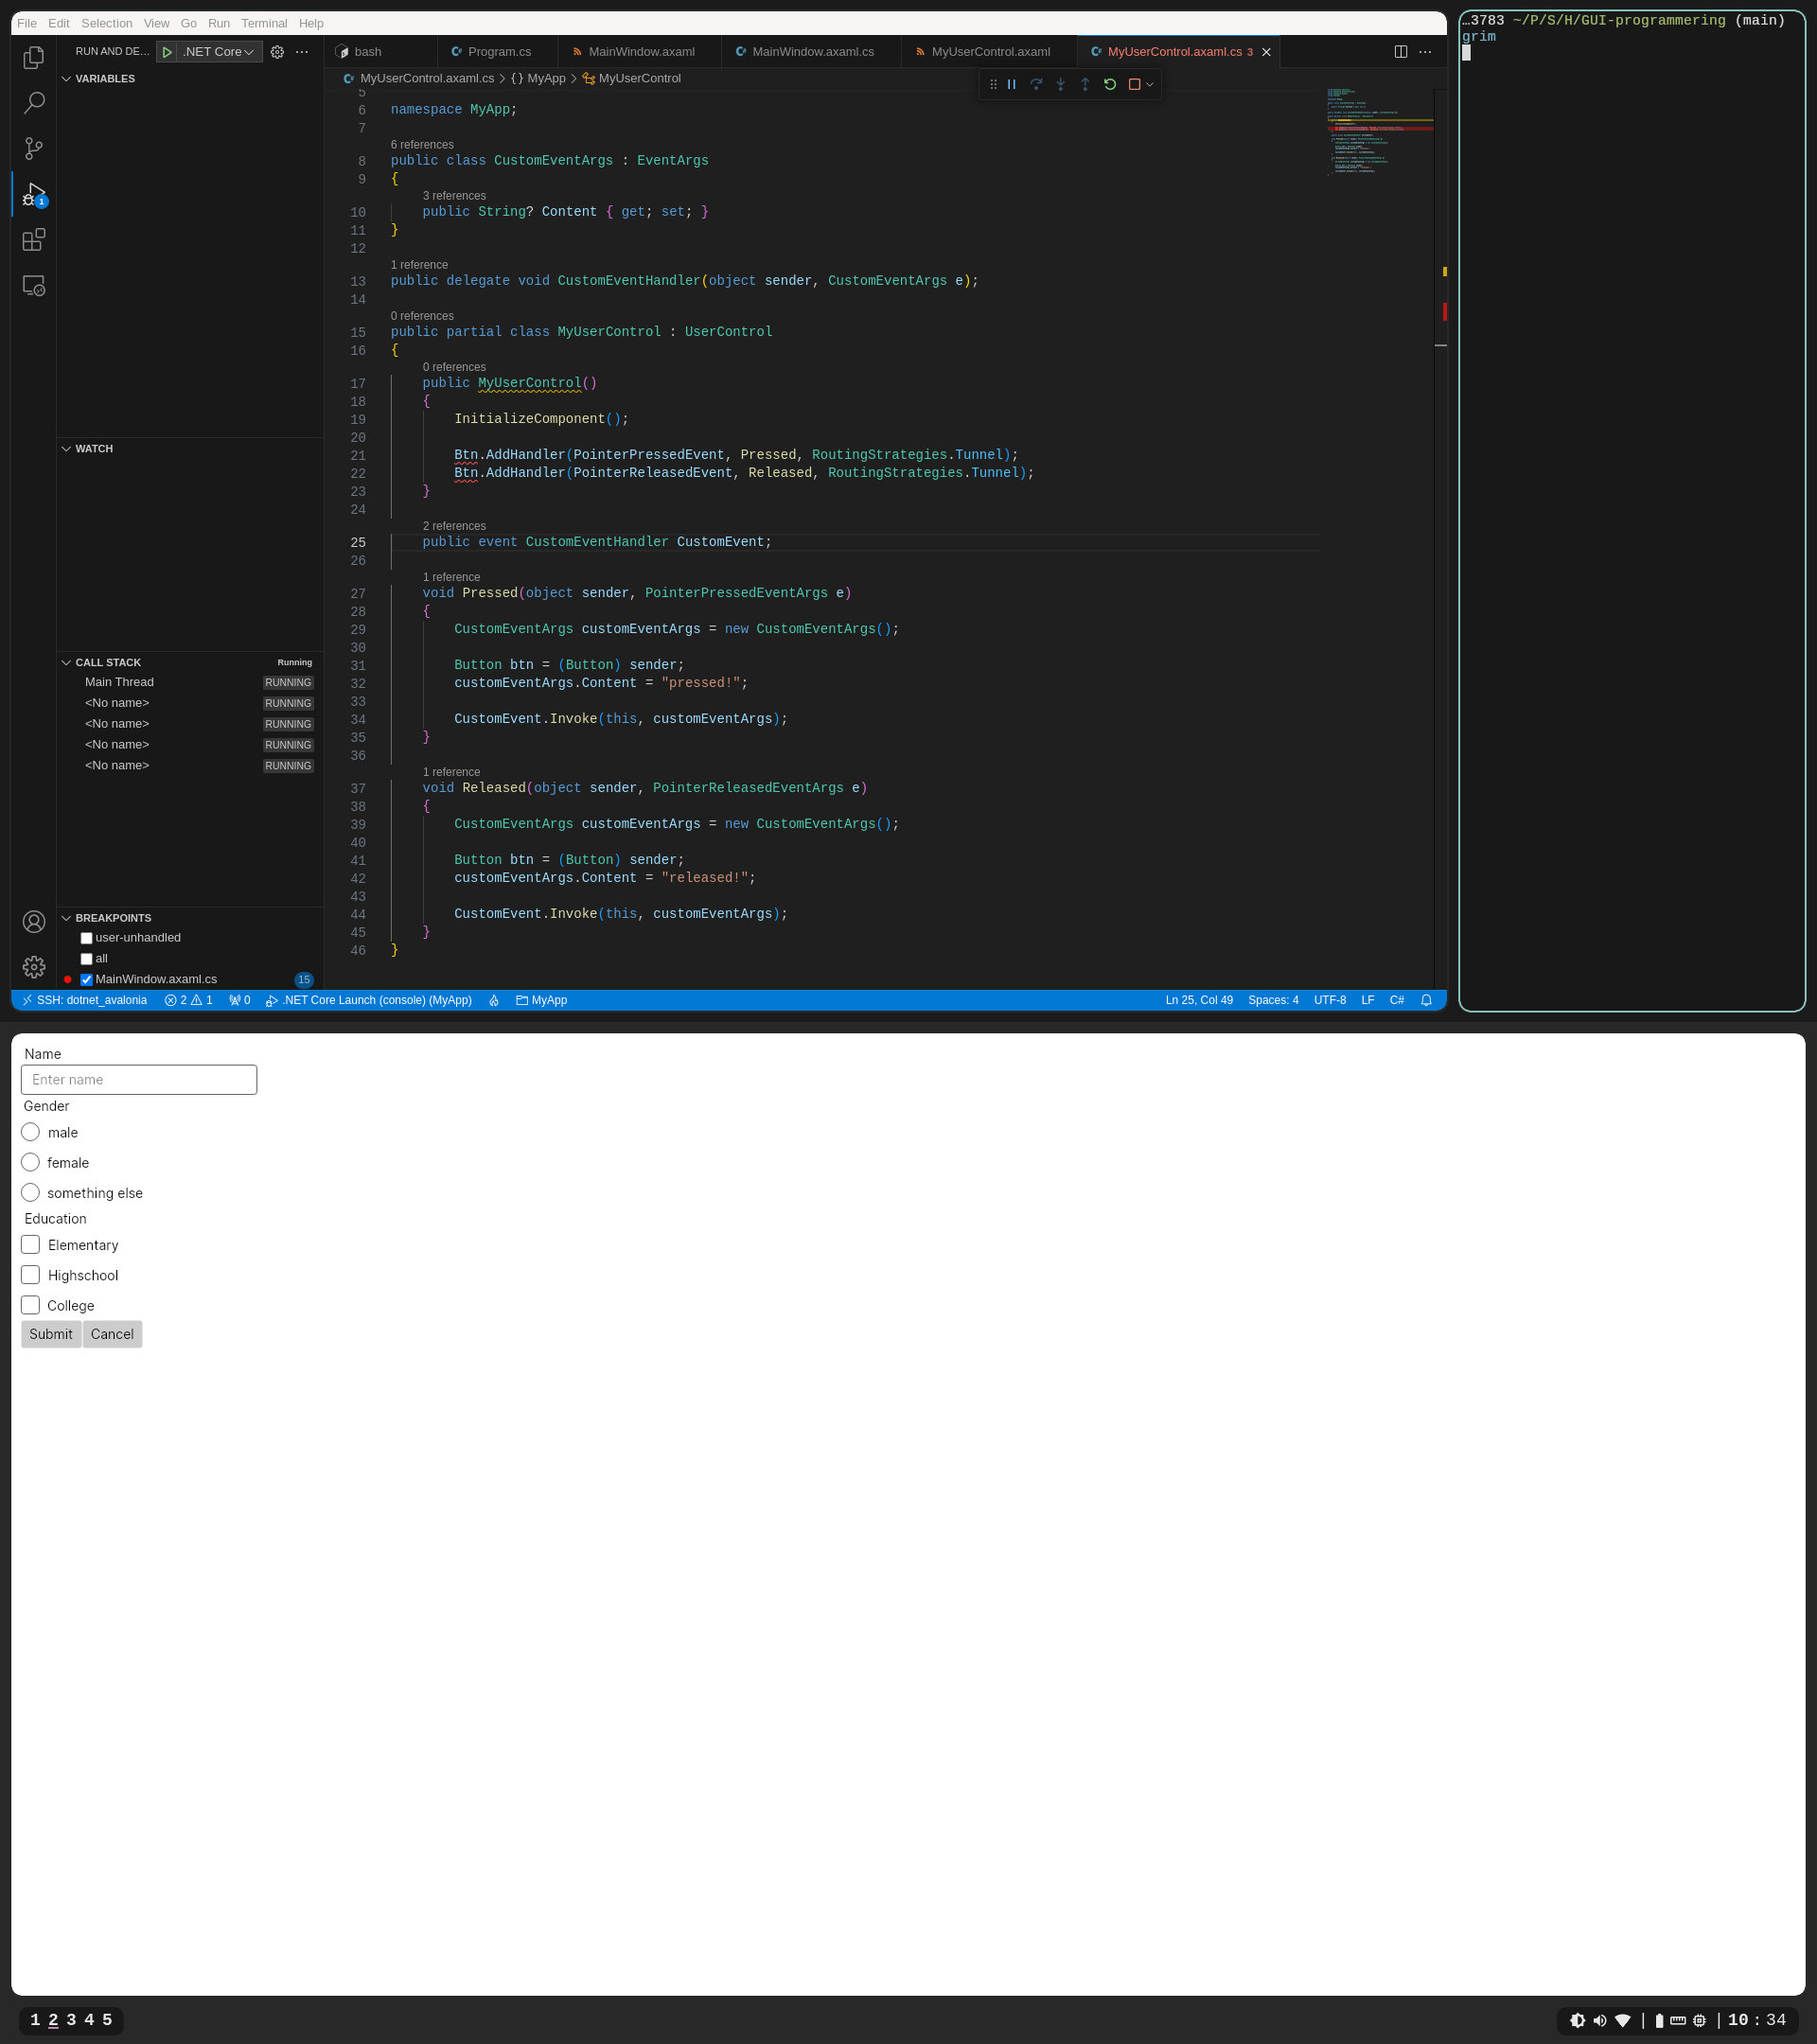 File Edit Selection View Go Run Terminal Help
RUN AND DE... .NET Core
bash Program.cs MainWindow.axaml MainWindow.axaml.cs MyUserControl.axaml MyUserControl.axaml.cs 3
MyUserControl.axaml.cs > {} MyApp > MyUserControl
VARIABLES
WATCH
CALL STACK Running
Main Thread RUNNING
<No name> RUNNING
<No name> RUNNING
<No name> RUNNING
<No name> RUNNING
BREAKPOINTS
user-unhandled
all
MainWindow.axaml.cs 15
1
5
6 namespace MyApp;
7
6 references
8 public class CustomEventArgs : EventArgs
9 {
3 references
10 public String? Content { get; set; }
11 }
12
1 reference
13 public delegate void CustomEventHandler(object sender, CustomEventArgs e);
14
0 references
15 public partial class MyUserControl : UserControl
16 {
0 references
17 public MyUserControl()
18 {
19 InitializeComponent();
20
21 Btn.AddHandler(PointerPressedEvent, Pressed, RoutingStrategies.Tunnel);
22 Btn.AddHandler(PointerReleasedEvent, Released, RoutingStrategies.Tunnel);
23 }
24
2 references
25 public event CustomEventHandler CustomEvent;
26
1 reference
27 void Pressed(object sender, PointerPressedEventArgs e)
28 {
29 CustomEventArgs customEventArgs = new CustomEventArgs();
30
31 Button btn = (Button) sender;
32 customEventArgs.Content = "pressed!";
33
34 CustomEvent.Invoke(this, customEventArgs);
35 }
36
1 reference
37 void Released(object sender, PointerReleasedEventArgs e)
38 {
39 CustomEventArgs customEventArgs = new CustomEventArgs();
40
41 Button btn = (Button) sender;
42 customEventArgs.Content = "released!";
43
44 CustomEvent.Invoke(this, customEventArgs);
45 }
46 }
SSH: dotnet_avalonia 2 1 0 .NET Core Launch (console) (MyApp) MyApp Ln 25, Col 49 Spaces: 4 UTF-8 LF C#
…3783 ~/P/S/H/GUI-programmering (main)
grim
Name
Enter name
Gender
male
female
something else
Education
Elementary
Highschool
College
Submit Cancel
1 2 3 4 5 | | 10 : 34